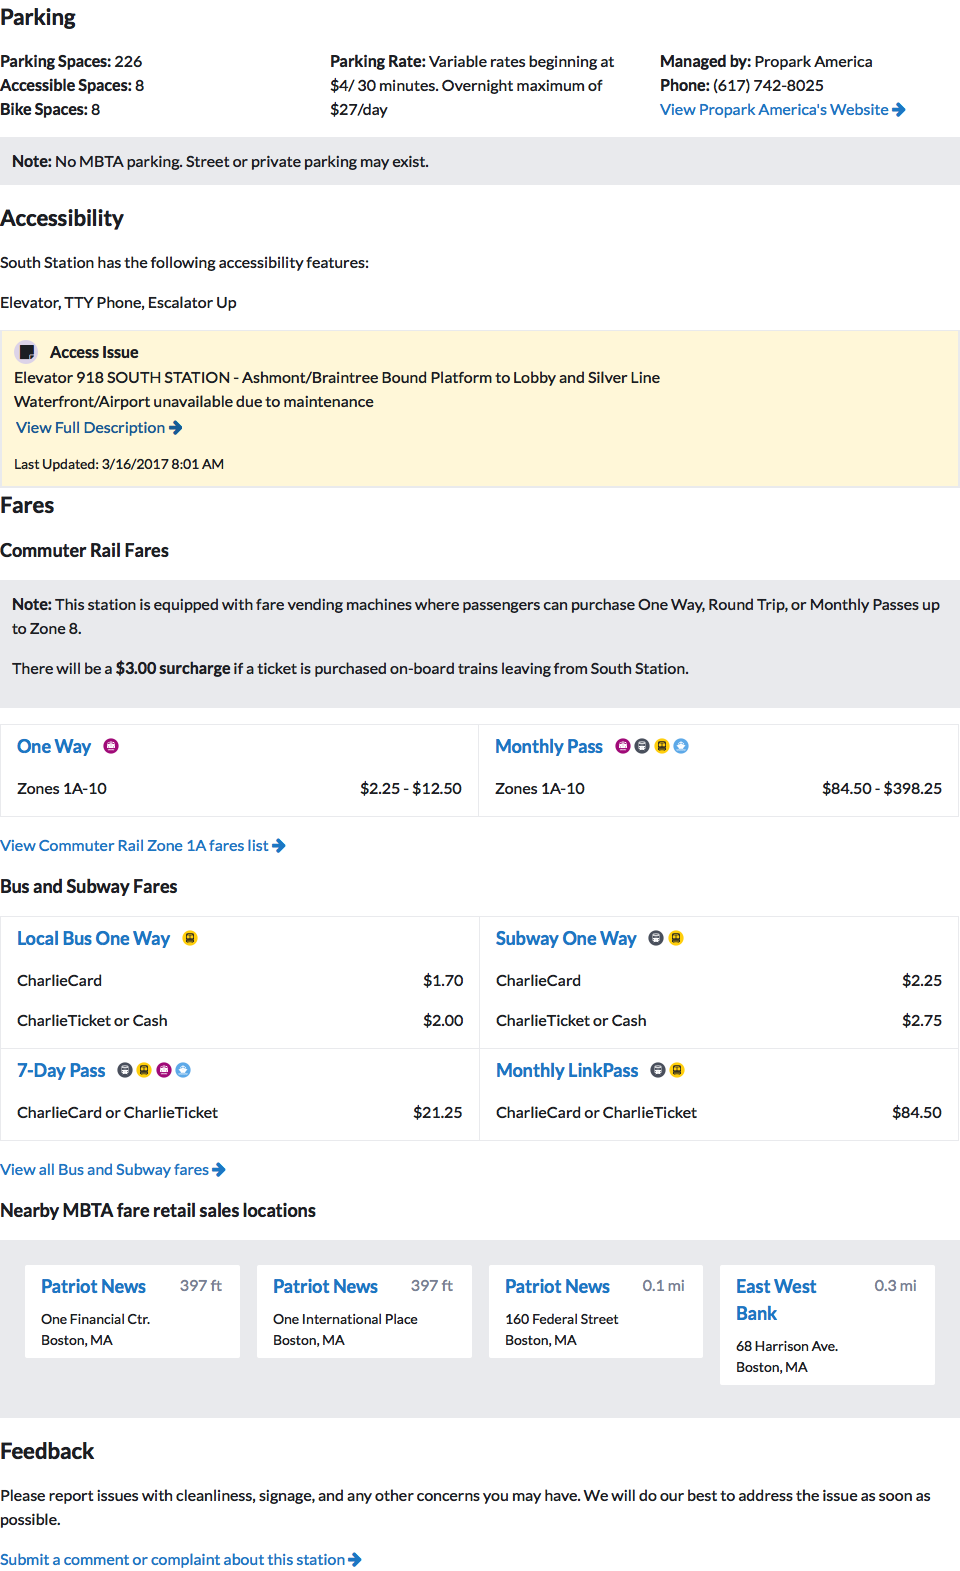 Parking
Parking Spaces: 226
Accessible Spaces: 8
Bike Spaces: 8
Parking Rate: Variable rates beginning at
$4/ 30 minutes. Overnight maximum of
$27/day
Managed by: Propark America
Phone: (617) 742-8025
View Propark America's Website
Note: No MBTA parking. Street or private parking may exist.
Accessibility
South Station has the following accessibility features:
Elevator, TTY Phone, Escalator Up
Access Issue
Elevator 918 SOUTH STATION - Ashmont/Braintree Bound Platform to Lobby and Silver Line
Waterfront/Airport unavailable due to maintenance
View Full Description
Last Updated: 3/16/2017 8:01 AM
Fares
Commuter Rail Fares
Note: This station is equipped with fare vending machines where passengers can purchase One Way, Round Trip, or Monthly Passes up
to Zone 8.
There will be a $3.00 surcharge if a ticket is purchased on-board trains leaving from South Station.
One Way
Zones 1A-10 $2.25 - $12.50
Monthly Pass
Zones 1A-10 $84.50 - $398.25
View Commuter Rail Zone 1A fares list
Bus and Subway Fares
Local Bus One Way
CharlieCard $1.70
CharlieTicket or Cash $2.00
Subway One Way
CharlieCard $2.25
CharlieTicket or Cash $2.75
7-Day Pass
CharlieCard or CharlieTicket $21.25
Monthly LinkPass
CharlieCard or CharlieTicket $84.50
View all Bus and Subway fares
Nearby MBTA fare retail sales locations
Patriot News 397 ft
One Financial Ctr.
Boston, MA
Patriot News 397 ft
One International Place
Boston, MA
Patriot News 0.1 mi
160 Federal Street
Boston, MA
East West 0.3 mi
Bank
68 Harrison Ave.
Boston, MA
Feedback
Please report issues with cleanliness, signage, and any other concerns you may have. We will do our best to address the issue as soon as
possible.
Submit a comment or complaint about this station